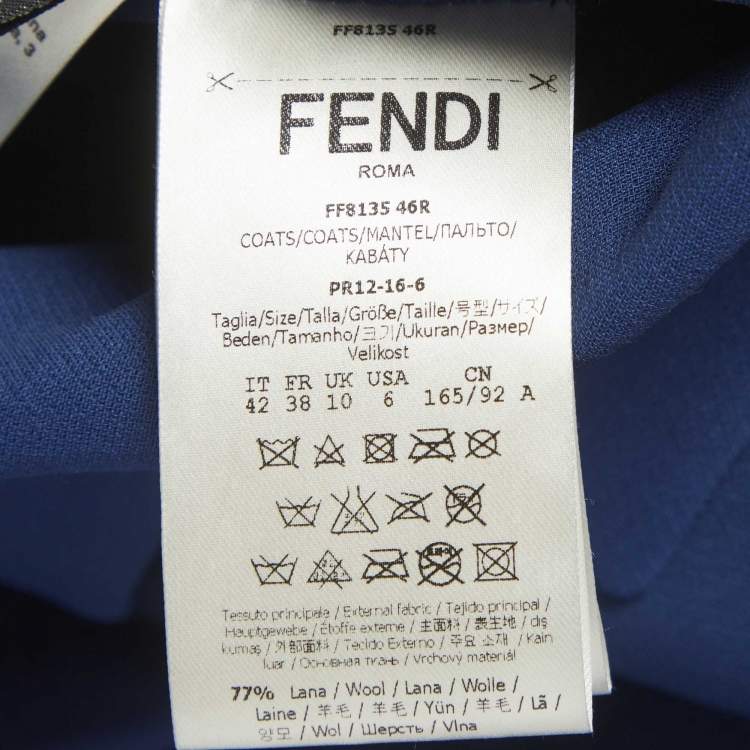 na
, 3
FF8135 46R
FENDI
ROMA
FF8135 46R
COATS/COATS/MANTEL/ПАЛЬТО/
KABÁTY
PR12-16-6
Taglia/Size/Talla/Größe/Taille/号型/サイズ/
Beden/Tamanho/크기/Ukuran/Размер/
Velikost
IT FR UK USA CN
42 38 10 6 165/92 A
Tessuto principale / External fabric / Tejido principal /
Hauptgewebe / Étoffe externe / 主面料 / 表生地 / dış
kumaş / 外部面料 / Tecido Externo / 주요 소재 / Kain
luar / Основная ткань / Vrchový materiál
77% Lana / Wool / Lana / Wolle /
Laine / 羊毛 / 羊毛 / Yün / 羊毛 / Lã /
양모 / Wol / Шерсть / Vlna